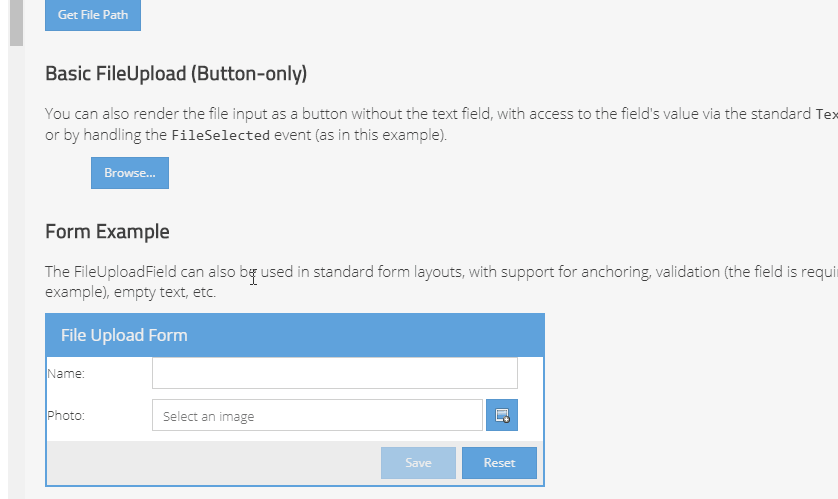 Get File Path
Basic FileUpload (Button-only)
You can also render the file input as a button without the text field, with access to the field's value via the standard
or by handling the FileSelected event (as in this example).
Browse...
Form Example
The FileUploadField can also be used in standard form layouts, with support for anchoring, validation (the field is
example), empty text, etc.
File Upload Form
Name:
Photo: Select an image
Save Reset